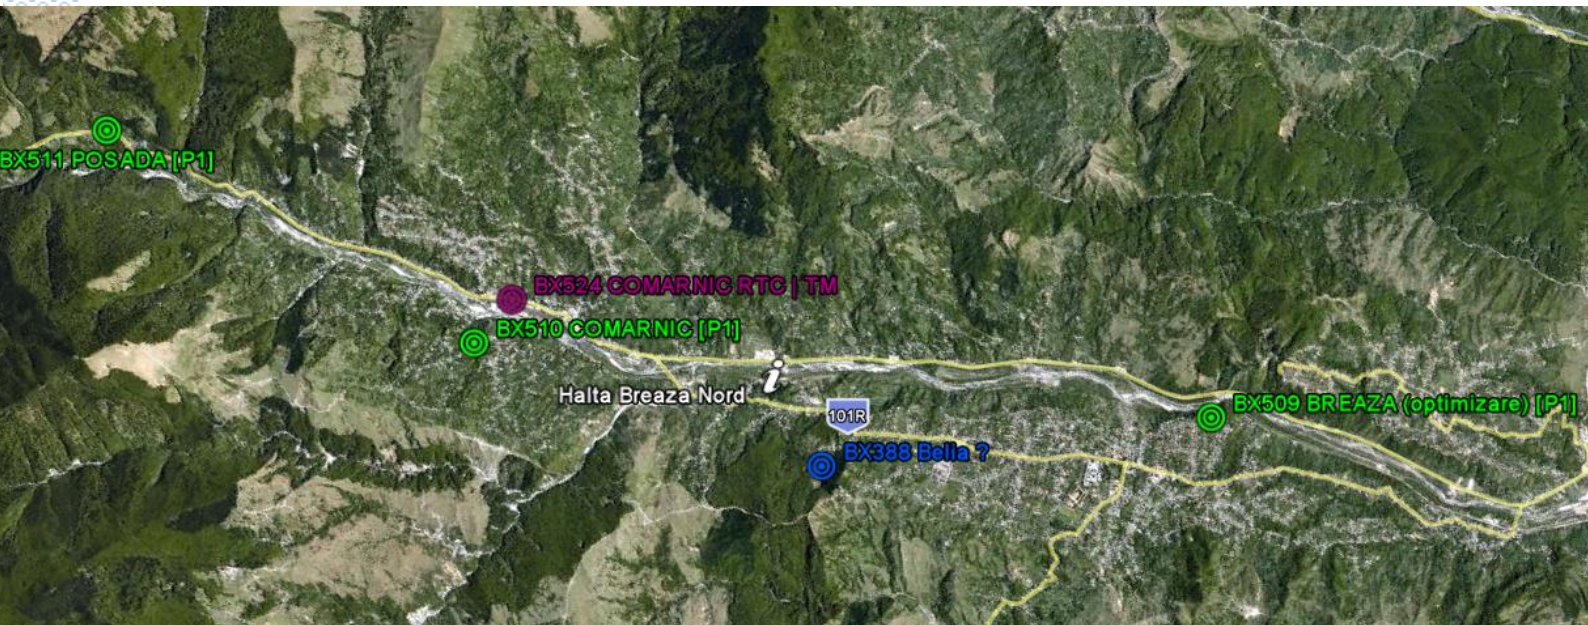 BX511 POSADA [P1]
BX524 COMARNIC RTC | TM
BX510 COMARNIC [P1]
Halta Breaza Nord
i
101R
BX509 BREAZA (optimizare) [P1]
BX388 Bella ?